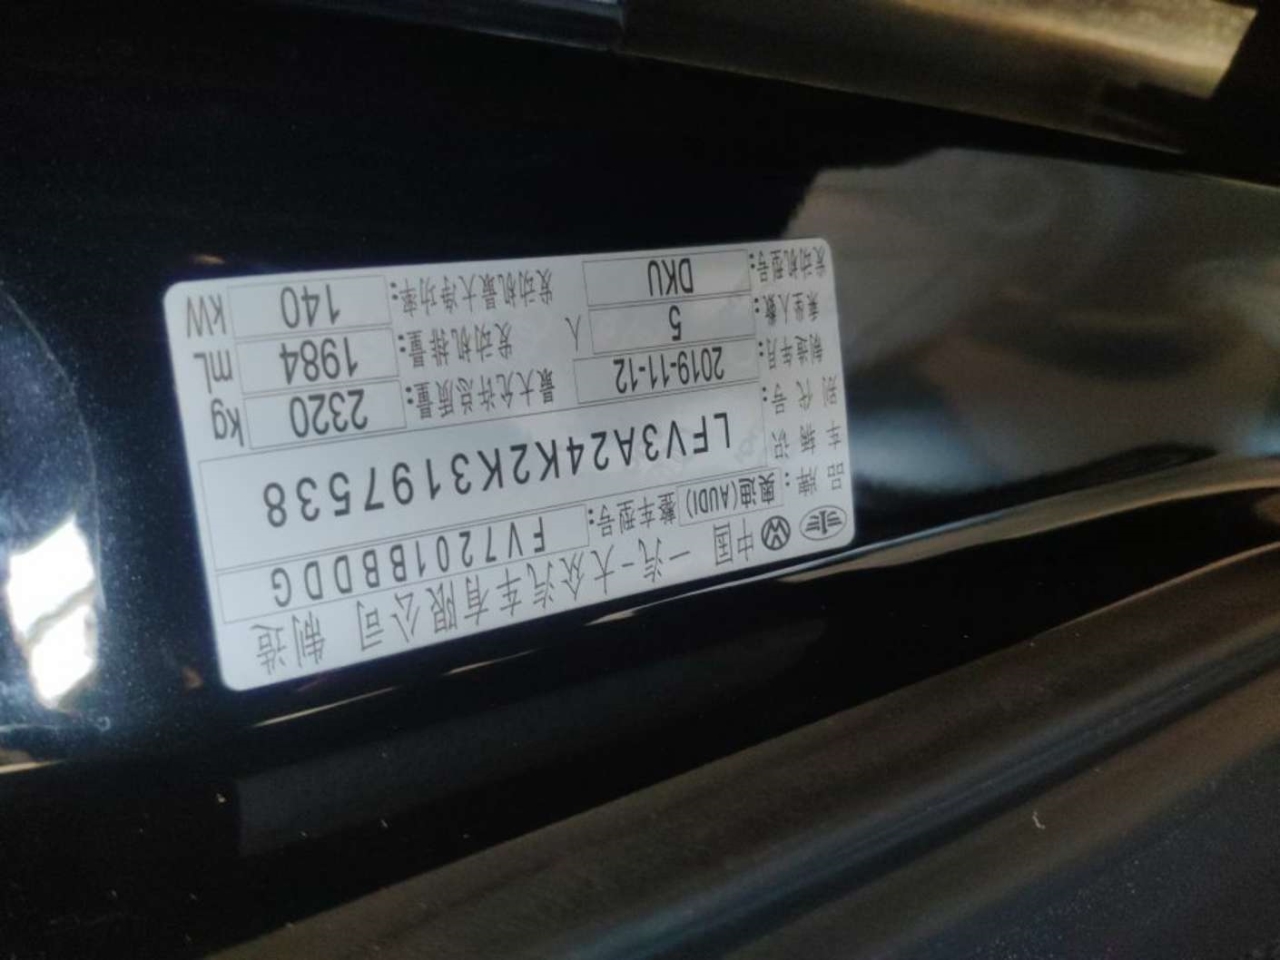 中国 一汽-大众汽车有限公司 制造
品牌: 奥迪(AUDI) 整车型号: FV7201BBDDG
车辆识别代号: LFV3A24K2K3197538
制造年月: 2019-11-12 最大允许总质量: 2320 kg
乘坐人数: 5 人 发动机排量: 1984 mL
发动机型号: DKU 发动机最大净功率: 140 kW